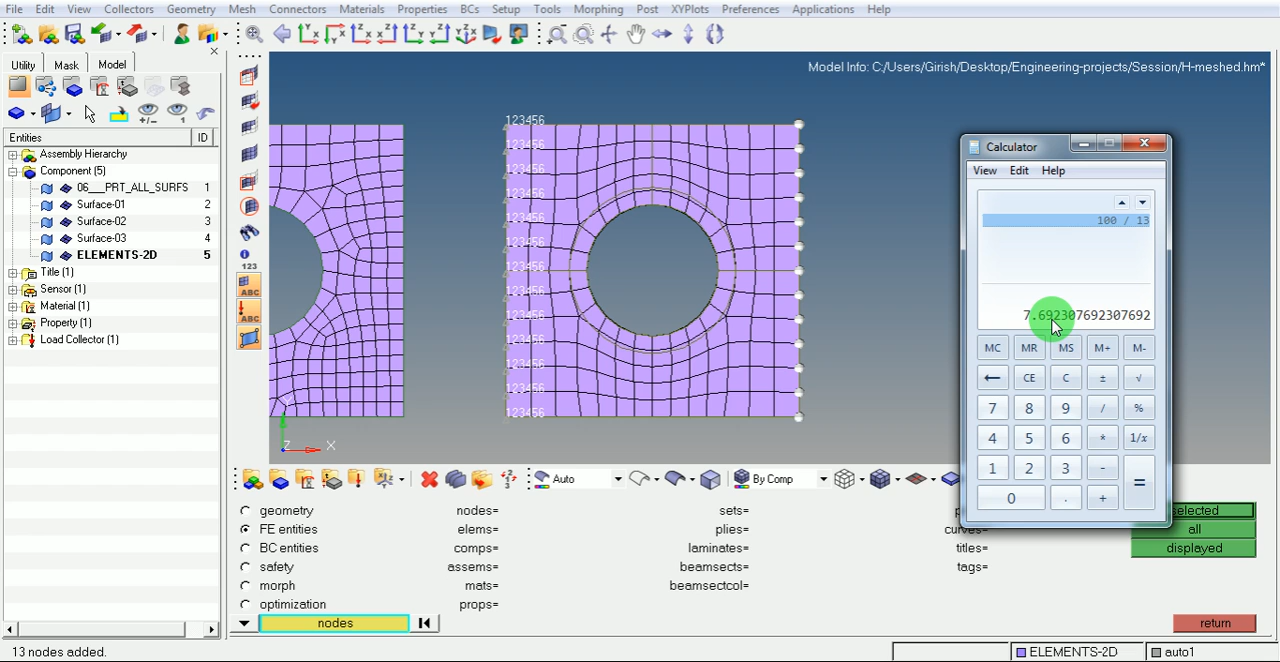 File Edit View Collectors Geometry Mesh Connectors Materials Properties BCs Setup Tools Morphing Post XYPlots Preferences Applications Help
Utility Mask Model
Model Info: C:/Users/Girish/Desktop/Engineering-projects/Session/H-meshed.hm*
Entities ID
Assembly Hierarchy
Component (5)
06___PRT_ALL_SURFS 1
Surface-01 2
Surface-02 3
Surface-03 4
ELEMENTS-2D 5
Title (1)
Sensor (1)
Material (1)
Property (1)
Load Collector (1)
123
ABC
ABC
123456
123456
123456
123456
123456
123456
123456
123456
123456
123456
123456
123456
123456
Z X
Calculator
View Edit Help
100 / 13
7.692307692307692
MC MR MS M+ M-
← CE C ± √
7 8 9 / %
4 5 6 * 1/x
1 2 3 - =
0 . +
Auto By Comp
geometry nodes= sets= selected
FE entities elems= plies= curves= all
BC entities comps= laminates= titles= displayed
safety assems= beamsects= tags=
morph mats= beamsectcol=
optimization props=
nodes return
13 nodes added. ELEMENTS-2D auto1